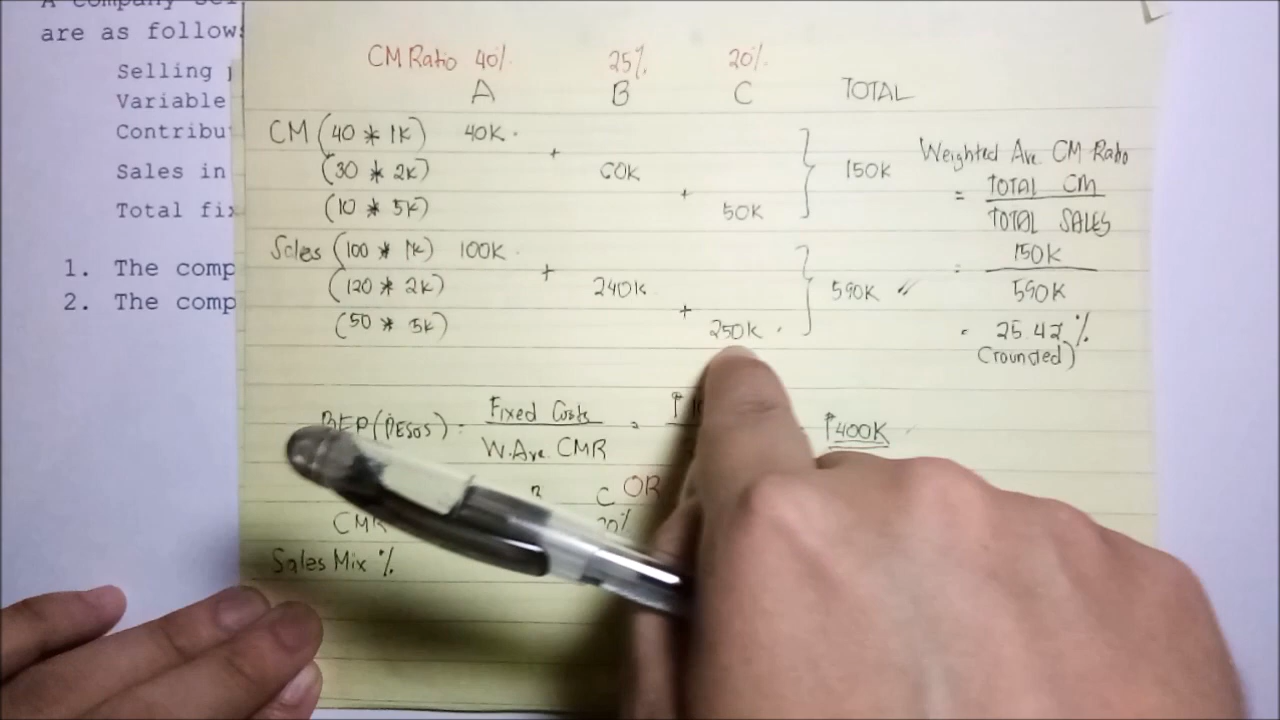 A company
are as follows
Selling
Variable
Contribu
Sales in
Total fix
1. The comp
2. The comp
CM Ratio 40% 25% 20%
A B C TOTAL
CM (40 * 1K) 40K
+
(30 * 2K) 60K 150K
+
(10 * 5K) 50K
Sales (100 * 1K) 100K
+
(120 * 2K) 240K 590K
+
(50 * 5K) 250K
Weighted Ave CM Ratio
= TOTAL CM
TOTAL SALES
= 150K
590K
= 25.42%
(rounded)
BEP (PESOS) = Fixed Costs = ₱400K
W. Ave. CMR
C OR
CMR 20%
Sales Mix %